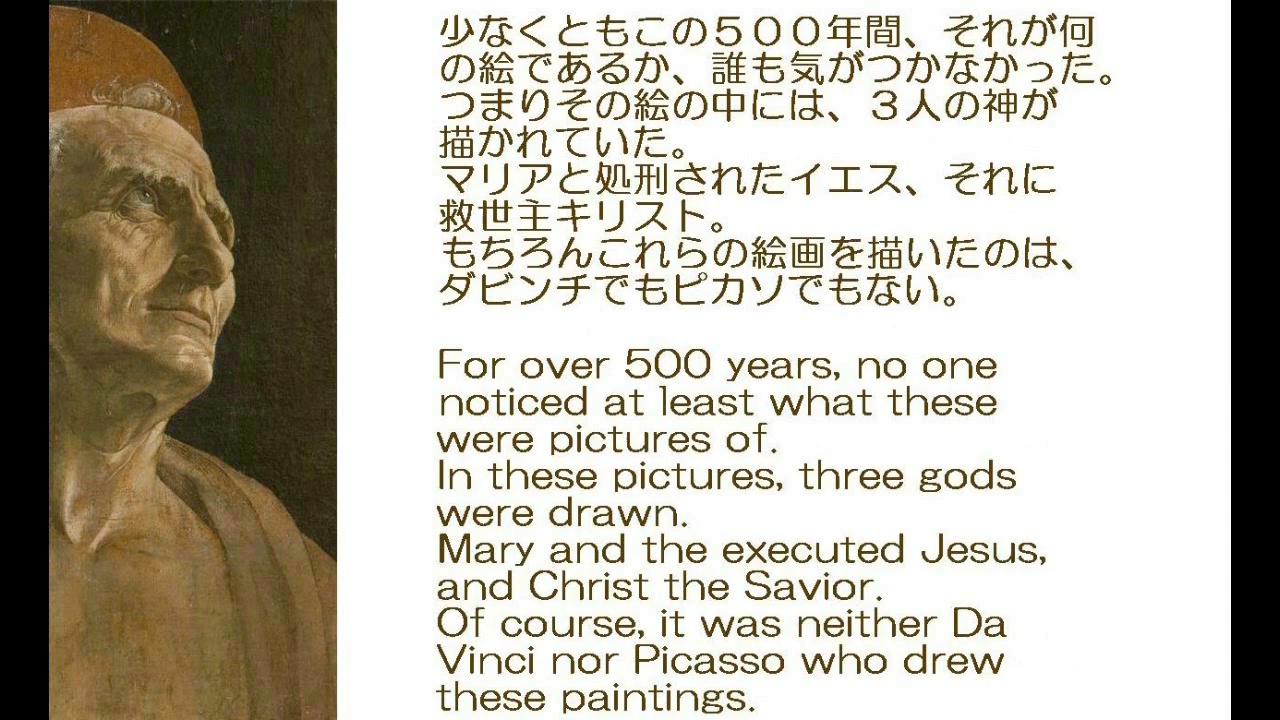 少なくともこの５００年間、それが何
の絵であるか、誰も気がつかなかった。
つまりその絵の中には、３人の神が
描かれていた。
マリアと処刑されたイエス、それに
救世主キリスト。
もちろんこれらの絵画を描いたのは、
ダビンチでもピカソでもない。
For over 500 years, no one
noticed at least what these
were pictures of.
In these pictures, three gods
were drawn.
Mary and the executed Jesus,
and Christ the Savior.
Of course, it was neither Da
Vinci nor Picasso who drew
these paintings.